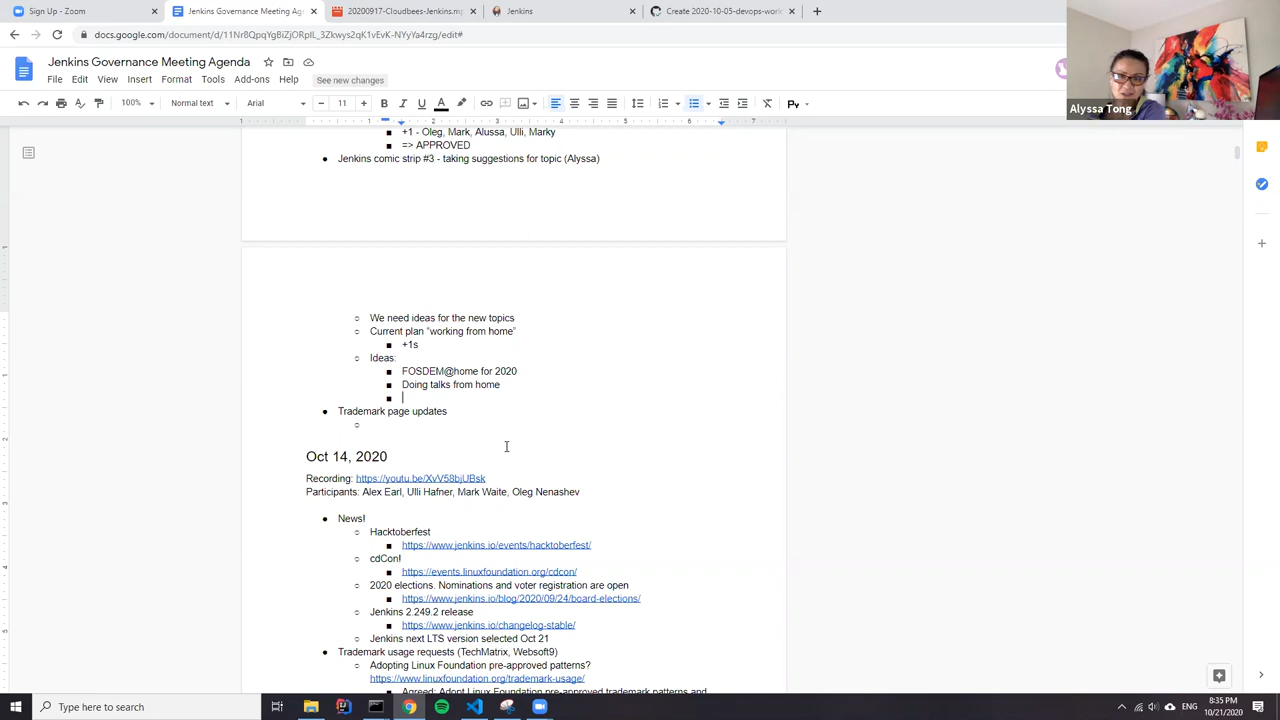 Sign Up - Zoom
Jenkins Governance Meeting Age
20200917-Cloudbees-Jenkins.mp
Jenkins
Create 2020-10-05-devops-work
docs.google.com/document/d/11Nr8QpqYgBiZjORpIL_3Zkwys2qK1vEvK-NYyYa4rzg/edit#
Jenkins Governance Meeting Agenda
File Edit View Insert Format Tools Add-ons Help See new changes
100% Normal text Arial 11
Alyssa Tong
+1 - Oleg, Mark, Alussa, Ulli, Marky
=> APPROVED
Jenkins comic strip #3 - taking suggestions for topic (Alyssa)
We need ideas for the new topics
Current plan “working from home”
+1s
Ideas:
FOSDEM@home for 2020
Doing talks from home
Trademark page updates
Oct 14, 2020
Recording: https://youtu.be/XvV58bjUBsk
Participants: Alex Earl, Ulli Hafner, Mark Waite, Oleg Nenashev
News!
Hacktoberfest
https://www.jenkins.io/events/hacktoberfest/
cdCon!
https://events.linuxfoundation.org/cdcon/
2020 elections. Nominations and voter registration are open
https://www.jenkins.io/blog/2020/09/24/board-elections/
Jenkins 2.249.2 release
https://www.jenkins.io/changelog-stable/
Jenkins next LTS version selected Oct 21
Trademark usage requests (TechMatrix, Websoft9)
Adopting Linux Foundation pre-approved patterns?
https://www.linuxfoundation.org/trademark-usage/
Agreed: Adopt Linux Foundation pre-approved trademark patterns and
Type here to search
ENG
8:35 PM
10/21/2020